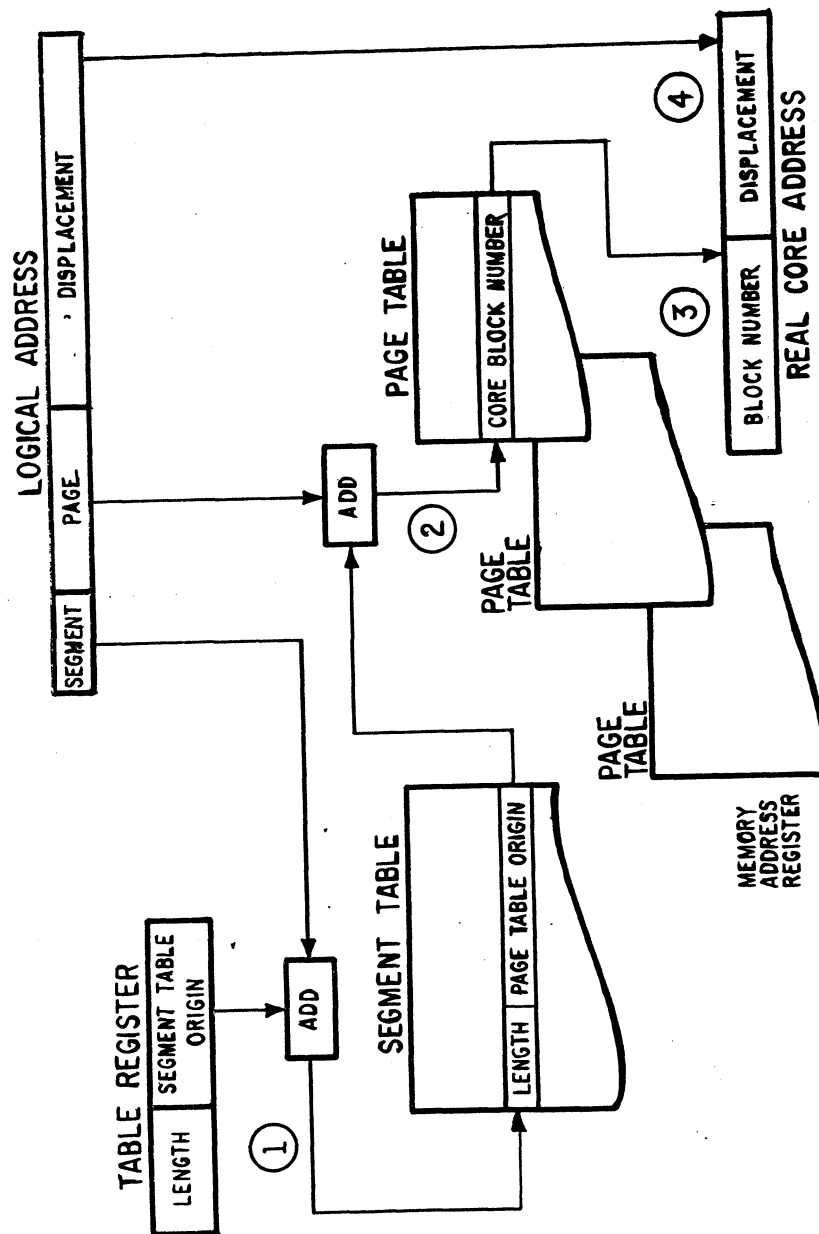 LOGICAL ADDRESS
SEGMENT
PAGE
DISPLACEMENT
TABLE REGISTER
LENGTH
SEGMENT TABLE
ORIGIN
ADD
1
SEGMENT TABLE
LENGTH
PAGE TABLE ORIGIN
ADD
2
PAGE TABLE
CORE BLOCK NUMBER
PAGE
TABLE
PAGE
TABLE
3
4
MEMORY
ADDRESS
REGISTER
BLOCK NUMBER
DISPLACEMENT
REAL CORE ADDRESS